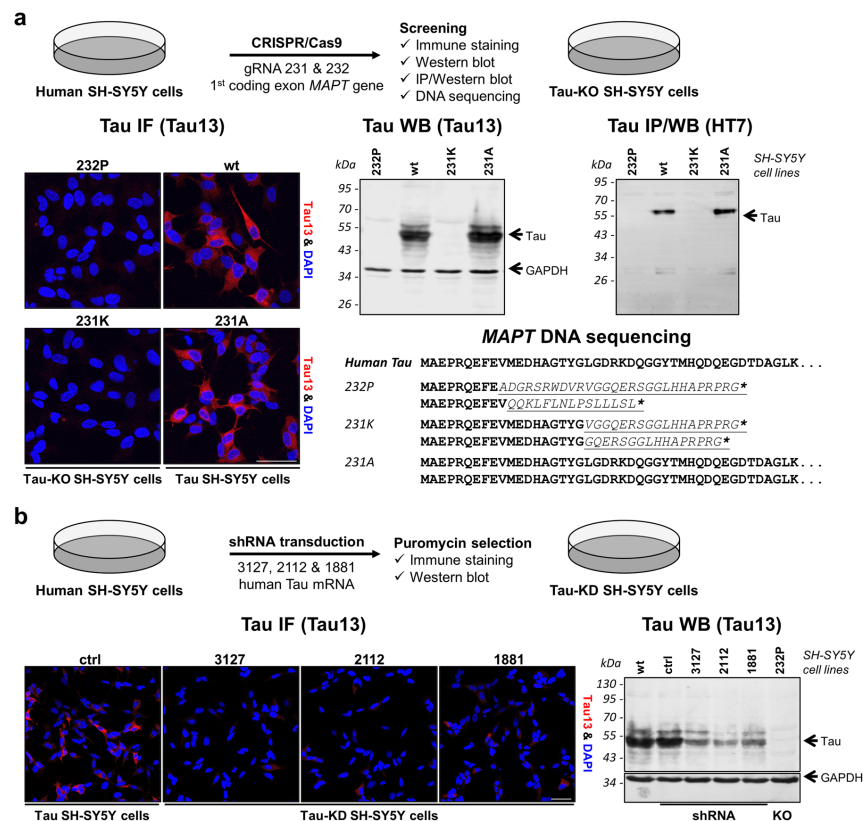 a
Human SH-SY5Y cells
CRISPR/Cas9
gRNA 231 & 232
1st coding exon MAPT gene
Screening
✓ Immune staining
✓ Western blot
✓ IP/Western blot
✓ DNA sequencing
Tau-KO SH-SY5Y cells
Tau IF (Tau13)
232P wt
231K 231A
Tau13 & DAPI
Tau13 & DAPI
Tau-KO SH-SY5Y cells Tau SH-SY5Y cells
Tau WB (Tau13)
kDa 232P wt 231K 231A
95 -
70 -
55 -
43 -
34 -
26 -
Tau
GAPDH
Tau IP/WB (HT7)
kDa 232P wt 231K 231A SH-SY5Y cell lines
95 -
70 -
55 -
43 -
34 -
26 -
Tau
MAPT DNA sequencing
Human Tau MAEPRQEFEVMEDHAGTYGLGDRKDQGGYTMHQDQEGDTDAGLK...
232P MAEPRQEFEADGRSRWDVRVGGQERSGGLHHAPRPRG*
MAEPRQEFEVQQKLFLNLPSLLLSL*
231K MAEPRQEFEVMEDHAGTYGVGGQERSGGLHHAPRPRG*
MAEPRQEFEVMEDHAGTYGGQERSGGLHHAPRPRG*
231A MAEPRQEFEVMEDHAGTYGLGDRKDQGGYTMHQDQEGDTDAGLK...
MAEPRQEFEVMEDHAGTYGLGDRKDQGGYTMHQDQEGDTDAGLK...
b
Human SH-SY5Y cells
shRNA transduction
3127, 2112 & 1881
human Tau mRNA
Puromycin selection
✓ Immune staining
✓ Western blot
Tau-KD SH-SY5Y cells
Tau IF (Tau13)
ctrl 3127 2112 1881
Tau13 & DAPI
Tau SH-SY5Y cells Tau-KD SH-SY5Y cells
Tau WB (Tau13)
kDa wt ctrl 3127 2112 1881 232P SH-SY5Y cell lines
130 -
95 -
70 -
55 -
43 -
34 -
Tau
GAPDH
shRNA KO